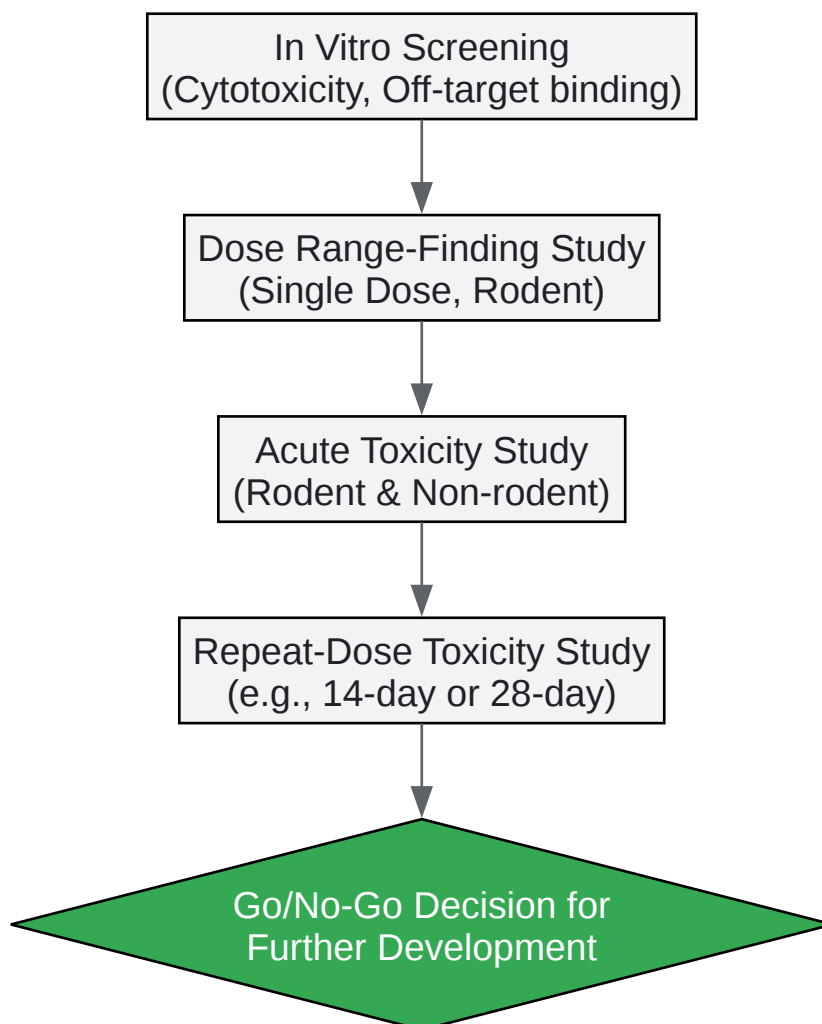 In Vitro Screening
(Cytotoxicity, Off-target binding)
Dose Range-Finding Study
(Single Dose, Rodent)
Acute Toxicity Study
(Rodent & Non-rodent)
Repeat-Dose Toxicity Study
(e.g., 14-day or 28-day)
Go/No-Go Decision for
Further Development